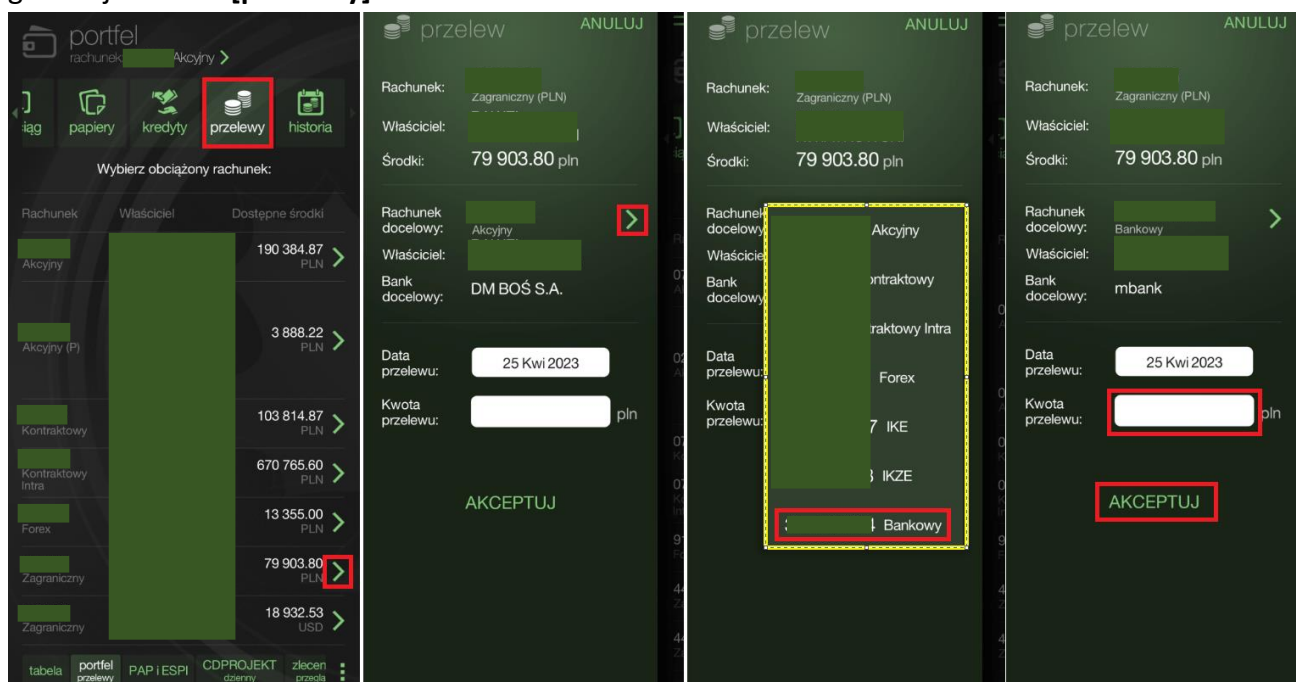 [p
portfel
rachunek Akcyjny >
iąg papiery kredyty przelewy historia
Wybierz obciążony rachunek:
Rachunek Właściciel Dostępne środki
190 384.87
Akcyjny PLN
3 888.22
Akcyjny (P) PLN
103 814.87
Kontraktowy PLN
670 765.60
Kontraktowy PLN
Intra
13 355.00
Forex PLN
79 903.80
Zagraniczny PLN
18 932.53
Zagraniczny USD
tabela portfel PAP i ESPI CDPROJEKT zlecen
przelewy dzienny przegla
przelew ANULUJ
Rachunek:
Zagraniczny (PLN)
Właściciel:
Środki: 79 903.80 pln
Rachunek
docelowy: Akcyjny
Właściciel:
Bank
docelowy: DM BOŚ S.A.
Data
przelewu: 25 Kwi 2023
Kwota
przelewu: pln
AKCEPTUJ
przelew ANULUJ
Rachunek:
Zagraniczny (PLN)
Właściciel:
Środki: 79 903.80 pln
Rachunek
docelowy Akcyjny
Właściciel
Bank ontraktowy
docelowy
traktowy Intra
Data
przelewu: Forex
Kwota
przelewu: 7 IKE
IKZE
4 Bankowy
przelew ANULUJ
Rachunek:
Zagraniczny (PLN)
Właściciel:
Środki: 79 903.80 pln
Rachunek
docelowy: Bankowy
Właściciel:
Bank
docelowy: mbank
Data
przelewu: 25 Kwi 2023
Kwota
przelewu: pln
AKCEPTUJ